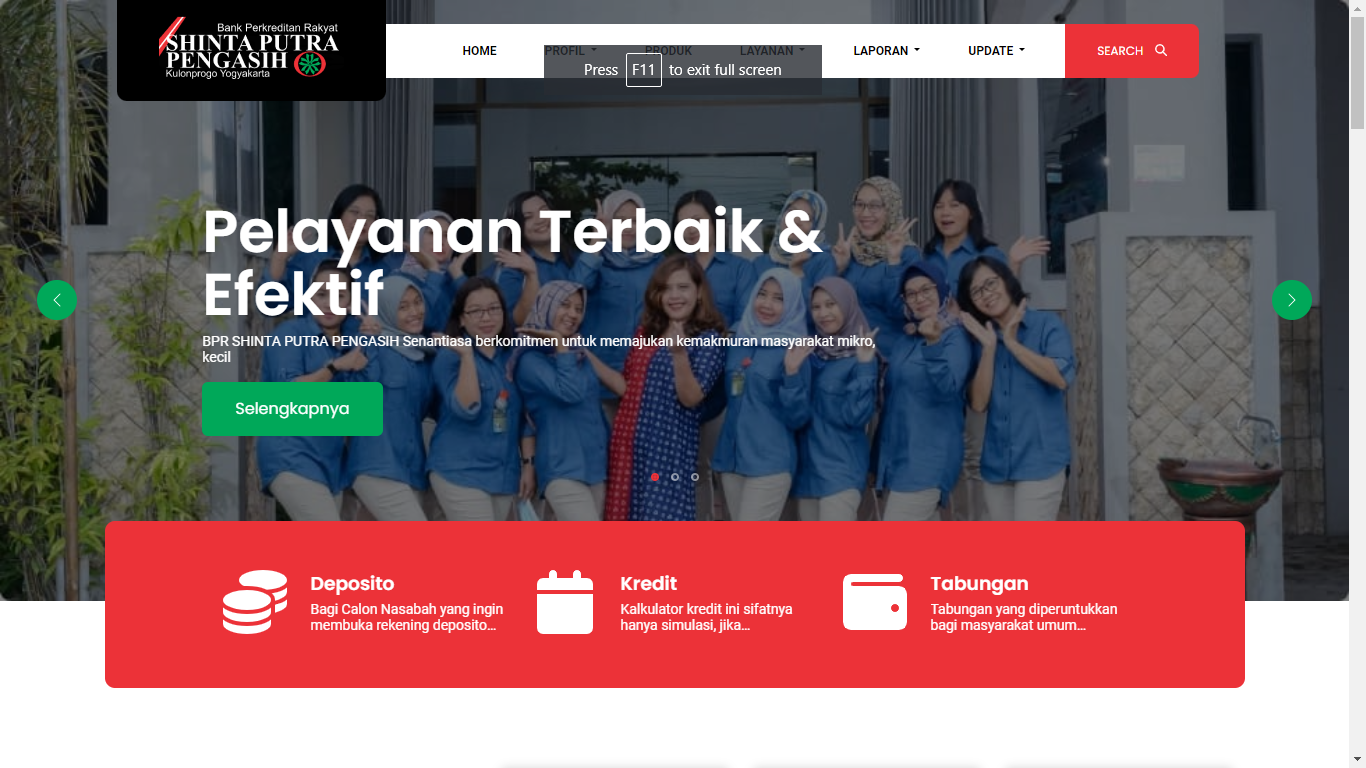 Bank Perkreditan Rakyat
SHINTA PUTRA
PENGASIH
Kulonprogo Yogyakarta
HOME PROFIL PRODUK LAYANAN LAPORAN UPDATE SEARCH
Press F11 to exit full screen
Pelayanan Terbaik &
Efektif
BPR SHINTA PUTRA PENGASIH Senantiasa berkomitmen untuk memajukan kemakmuran masyarakat mikro,
kecil
Selengkapnya
Deposito
Bagi Calon Nasabah yang ingin
membuka rekening deposito...
Kredit
Kalkulator kredit ini sifatnya
hanya simulasi, jika...
Tabungan
Tabungan yang diperuntukkan
bagi masyarakat umum...